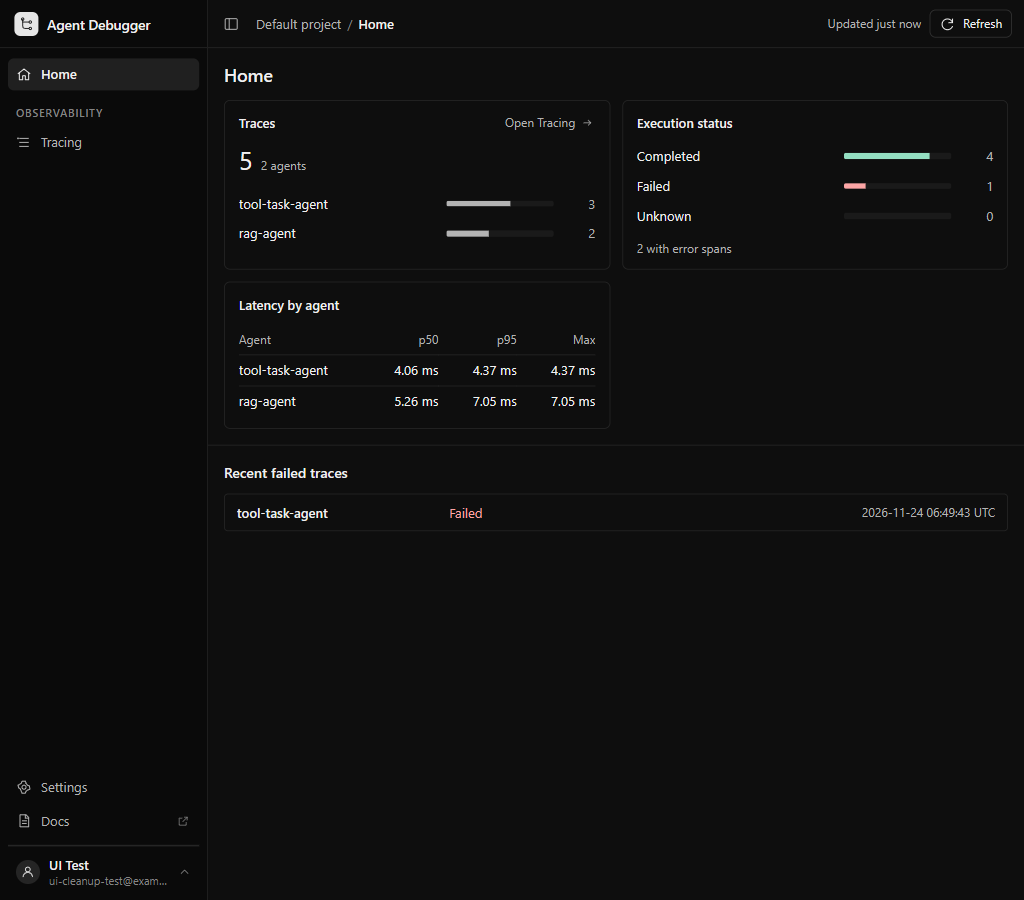 Agent Debugger
Default project / Home
Updated just now
Refresh
Home
OBSERVABILITY
Tracing
Settings
Docs
UI Test
ui-cleanup-test@exam...
Home
Traces
Open Tracing →
5 2 agents
tool-task-agent 3
rag-agent 2
Execution status
Completed 4
Failed 1
Unknown 0
2 with error spans
Latency by agent
Agent p50 p95 Max
tool-task-agent 4.06 ms 4.37 ms 4.37 ms
rag-agent 5.26 ms 7.05 ms 7.05 ms
Recent failed traces
tool-task-agent Failed 2026-11-24 06:49:43 UTC